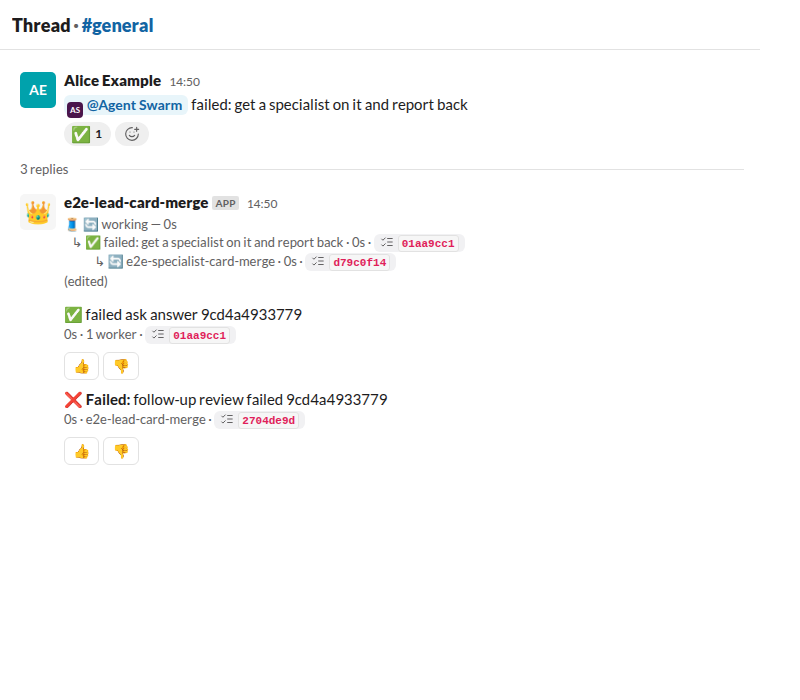 Thread • #general
AE
Alice Example 14:50
AS @Agent Swarm failed: get a specialist on it and report back
✅ 1
3 replies
e2e-lead-card-merge APP 14:50
🧵 🔄 working — 0s
↳ ✅ failed: get a specialist on it and report back · 0s · 01aa9cc1
↳ 🔄 e2e-specialist-card-merge · 0s · d79c0f14
(edited)
✅ failed ask answer 9cd4a4933779
0s · 1 worker · 01aa9cc1
👍 👎
❌ Failed: follow-up review failed 9cd4a4933779
0s · e2e-lead-card-merge · 2704de9d
👍 👎